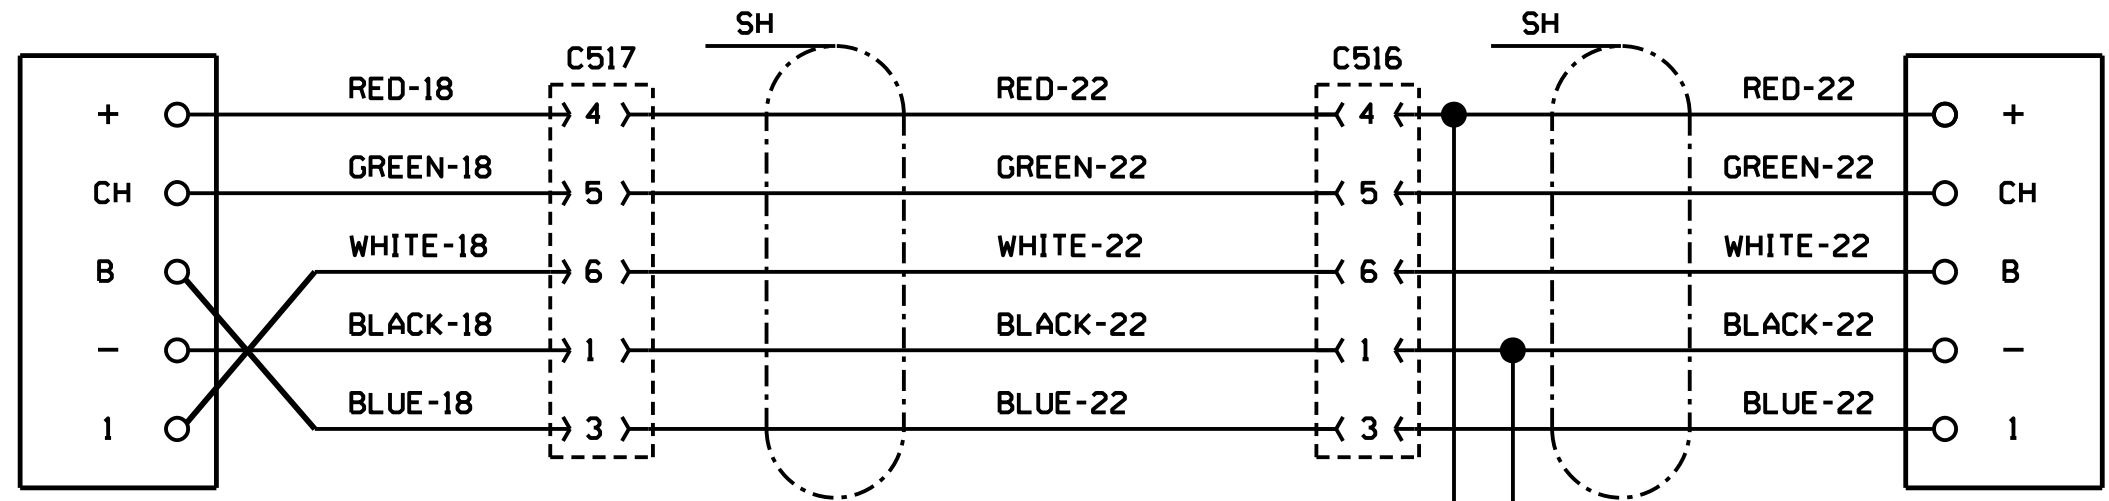 SH SH
C517 C516
RED-18 RED-22 RED-22
+ 4 4 +
GREEN-18 GREEN-22 GREEN-22
CH 5 5 CH
WHITE-18 WHITE-22 WHITE-22
B 6 6 B
BLACK-18 BLACK-22 BLACK-22
- 1 1 -
BLUE-18 BLUE-22 BLUE-22
1 3 3 1